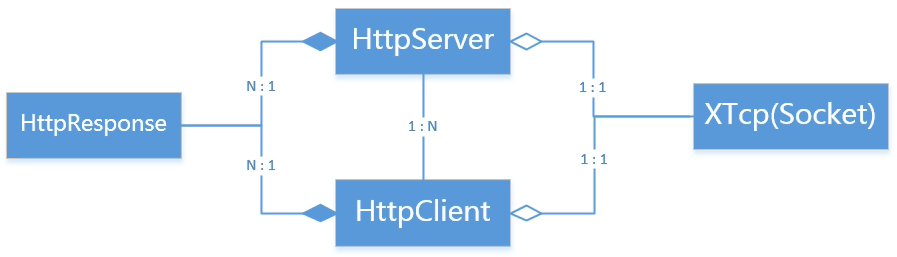 HttpServer
N : 1
1 : 1
HttpResponse
1 : N
XTcp(Socket)
N : 1
1 : 1
HttpClient